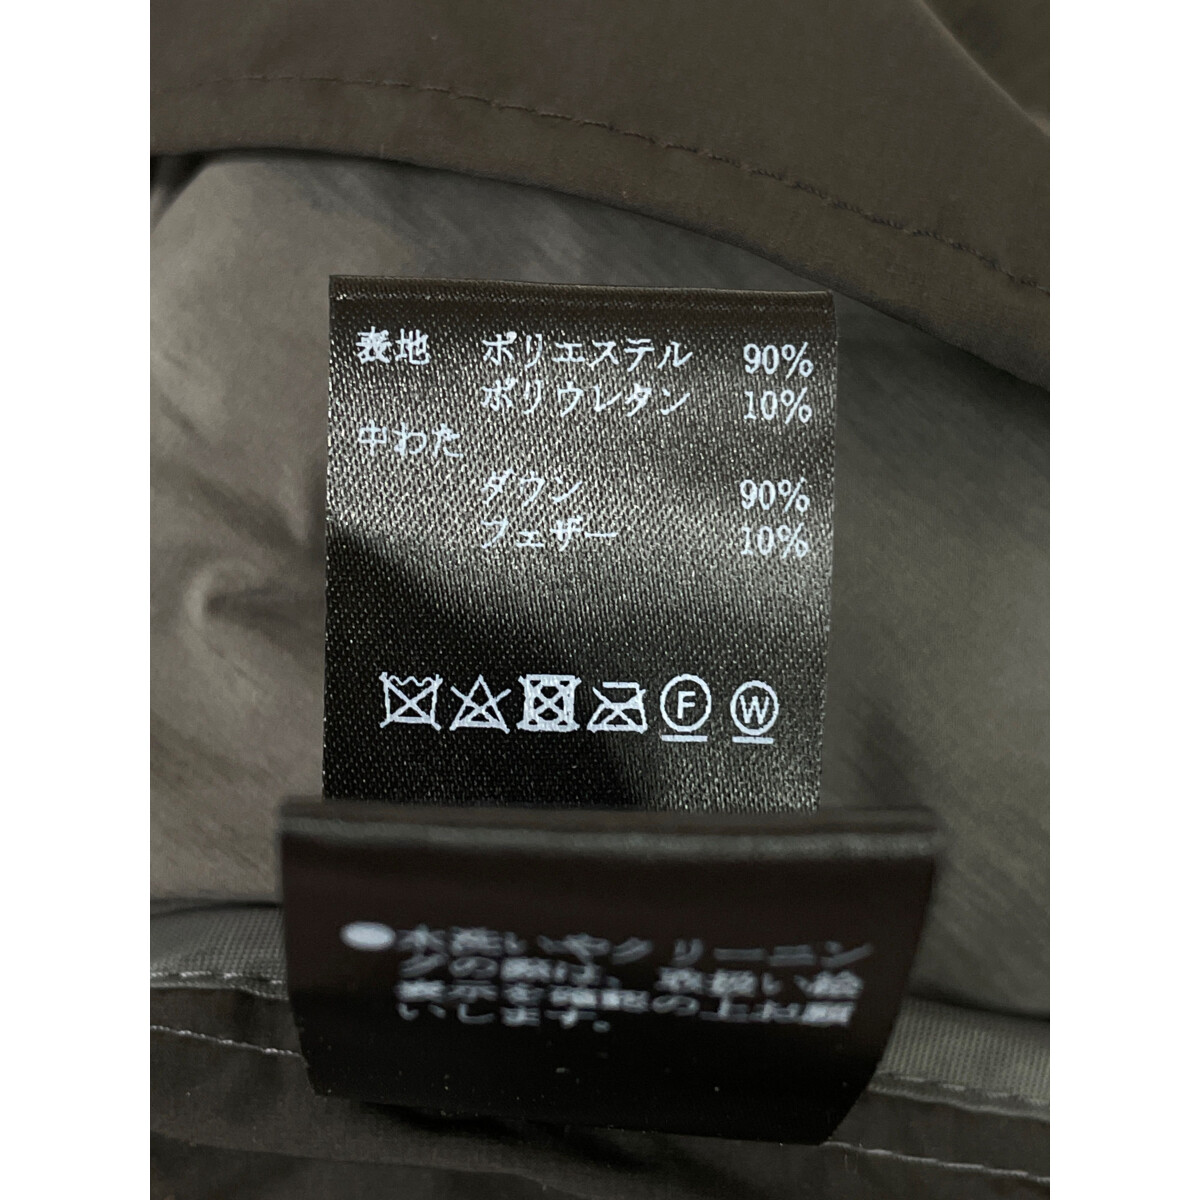 表地 ポリエステル 90%
ポリウレタン 10%
中わた
ダウン 90%
フェザー 10%
F W
●水洗いやクリーニン
グの際は、取扱い絵
表示を確認の上お願
いします。